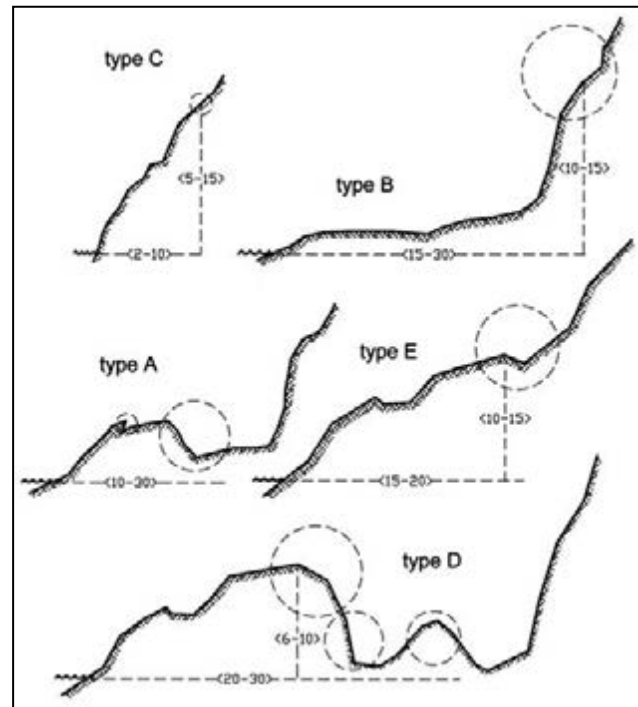 type C
<5-15>
<2-10>
type B
<10-15>
<15-30>
type A
<10-30>
type E
<10-15>
<15-20>
type D
<6-10>
<20-30>